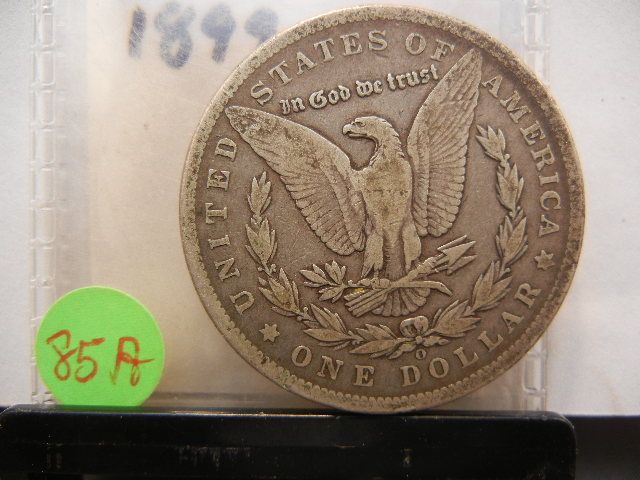 1899
UNITED STATES OF AMERICA
In God we trust
O
ONE DOLLAR
85A